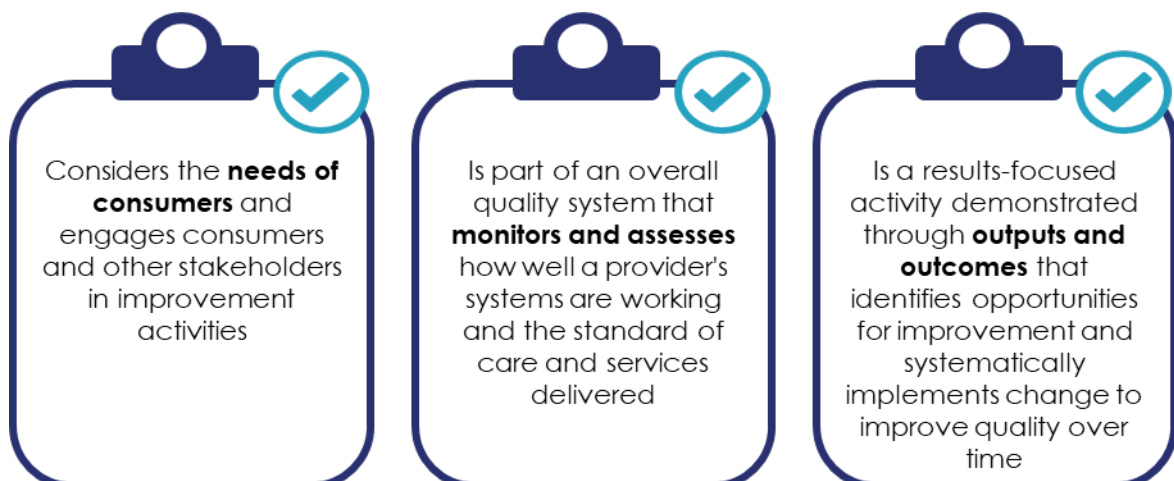 Considers the needs of
consumers and
engages consumers
and other stakeholders
in improvement
activities
Is part of an overall
quality system that
monitors and assesses
how well a provider's
systems are working
and the standard of
care and services
delivered
Is a results-focused
activity demonstrated
through outputs and
outcomes that
identifies opportunities
for improvement and
systematically
implements change to
improve quality over
time